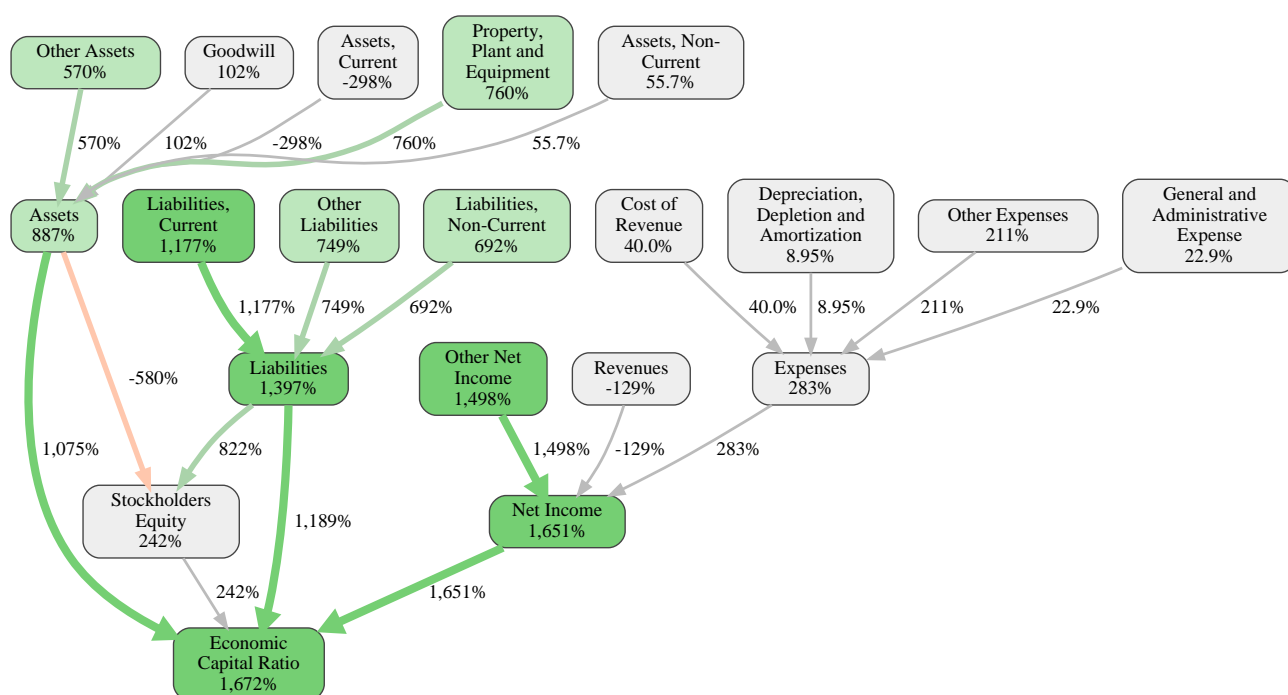 Other Assets
570%
Goodwill
102%
Assets,
Current
-298%
Property,
Plant and
Equipment
760%
Assets, Non-
Current
55.7%
570%
102%
-298%
760%
55.7%
Assets
887%
Liabilities,
Current
1,177%
Other
Liabilities
749%
Liabilities,
Non-Current
692%
Cost of
Revenue
40.0%
Depreciation,
Depletion and
Amortization
8.95%
Other Expenses
211%
General and
Administrative
Expense
22.9%
1,177%
749%
692%
40.0%
8.95%
211%
22.9%
-580%
Liabilities
1,397%
Other Net
Income
1,498%
Revenues
-129%
Expenses
283%
1,075%
822%
1,498%
-129%
283%
Stockholders
Equity
242%
1,189%
Net Income
1,651%
242%
1,651%
Economic
Capital Ratio
1,672%